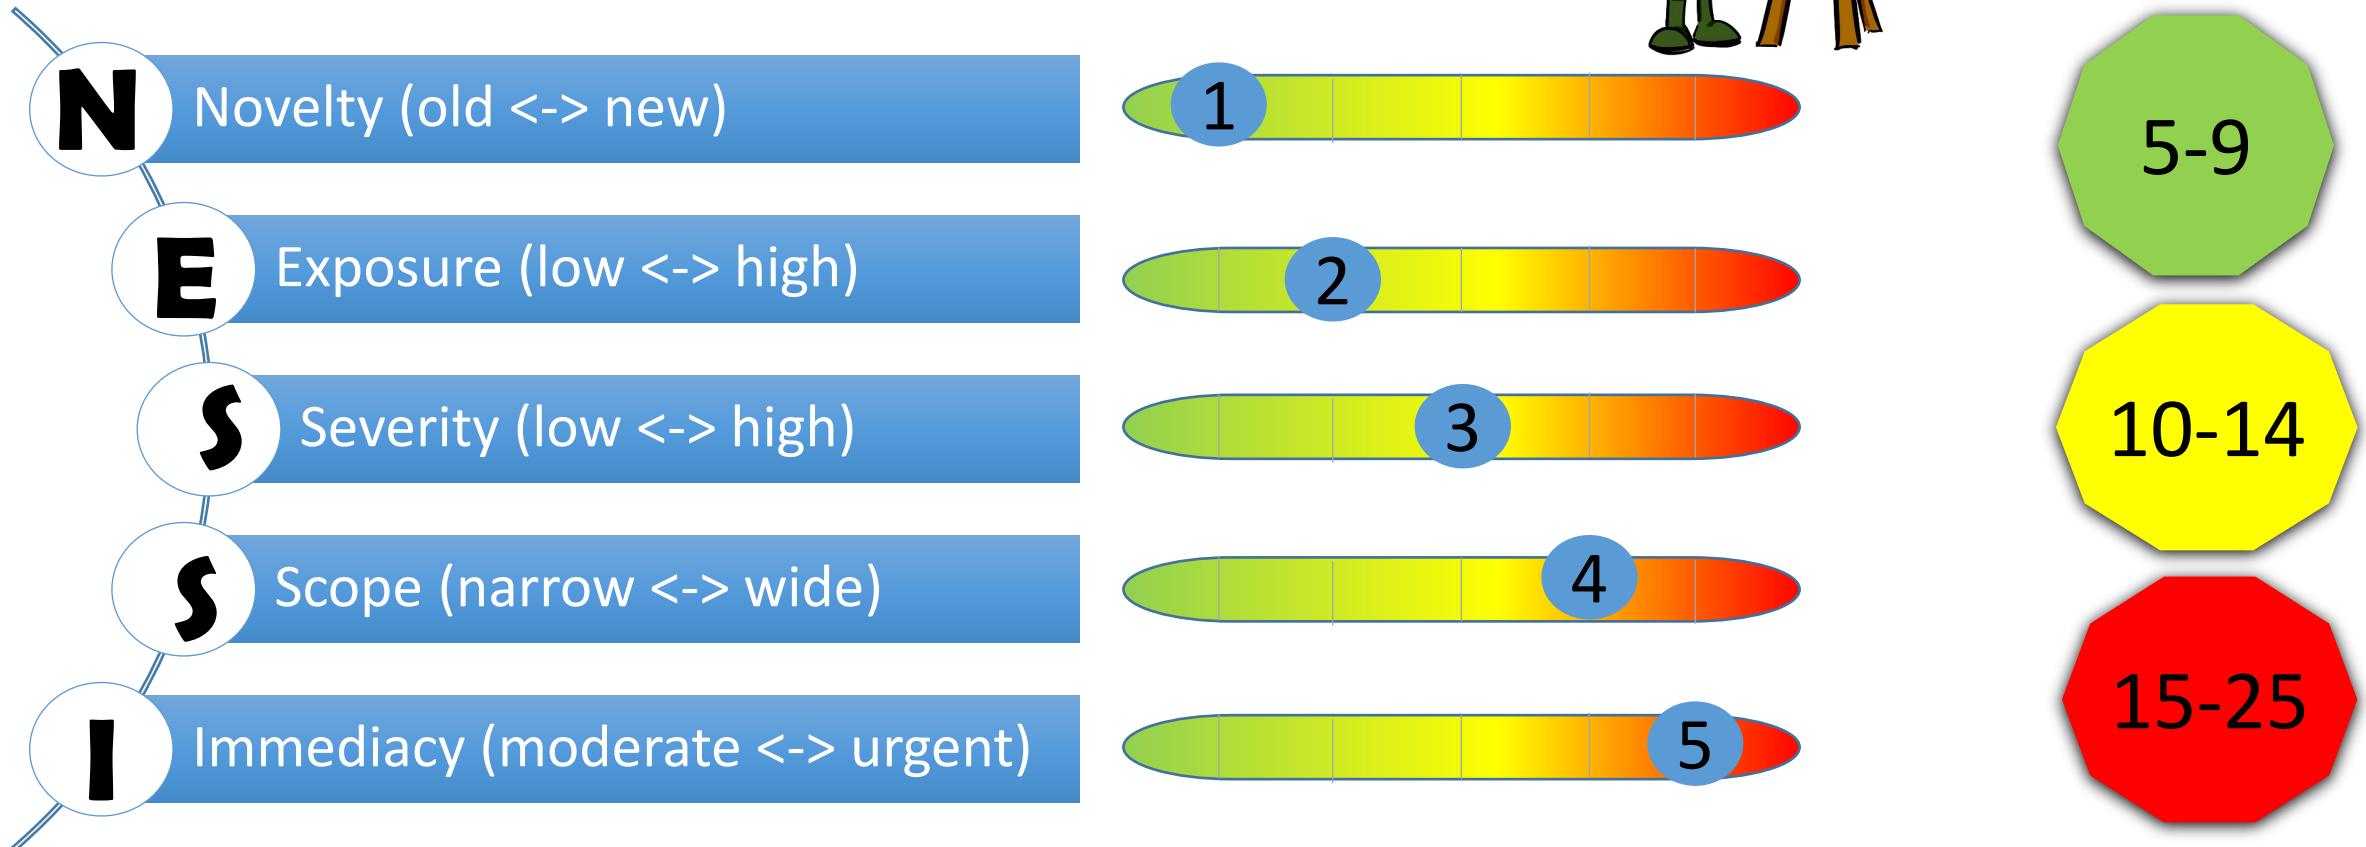 N Novelty (old <-> new) 1
E Exposure (low <-> high) 2
S Severity (low <-> high) 3
S Scope (narrow <-> wide) 4
I Immediacy (moderate <-> urgent) 5
5-9
10-14
15-25